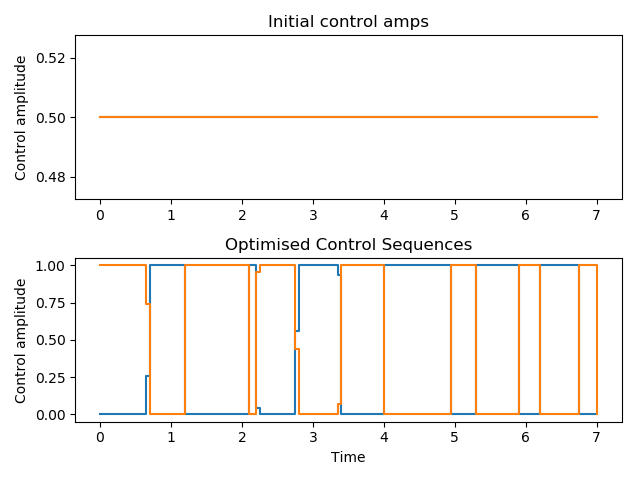 Initial control amps
Control amplitude
0.52
0.50
0.48
0 1 2 3 4 5 6 7
Optimised Control Sequences
Control amplitude
1.00
0.75
0.50
0.25
0.00
0 1 2 3 4 5 6 7
Time